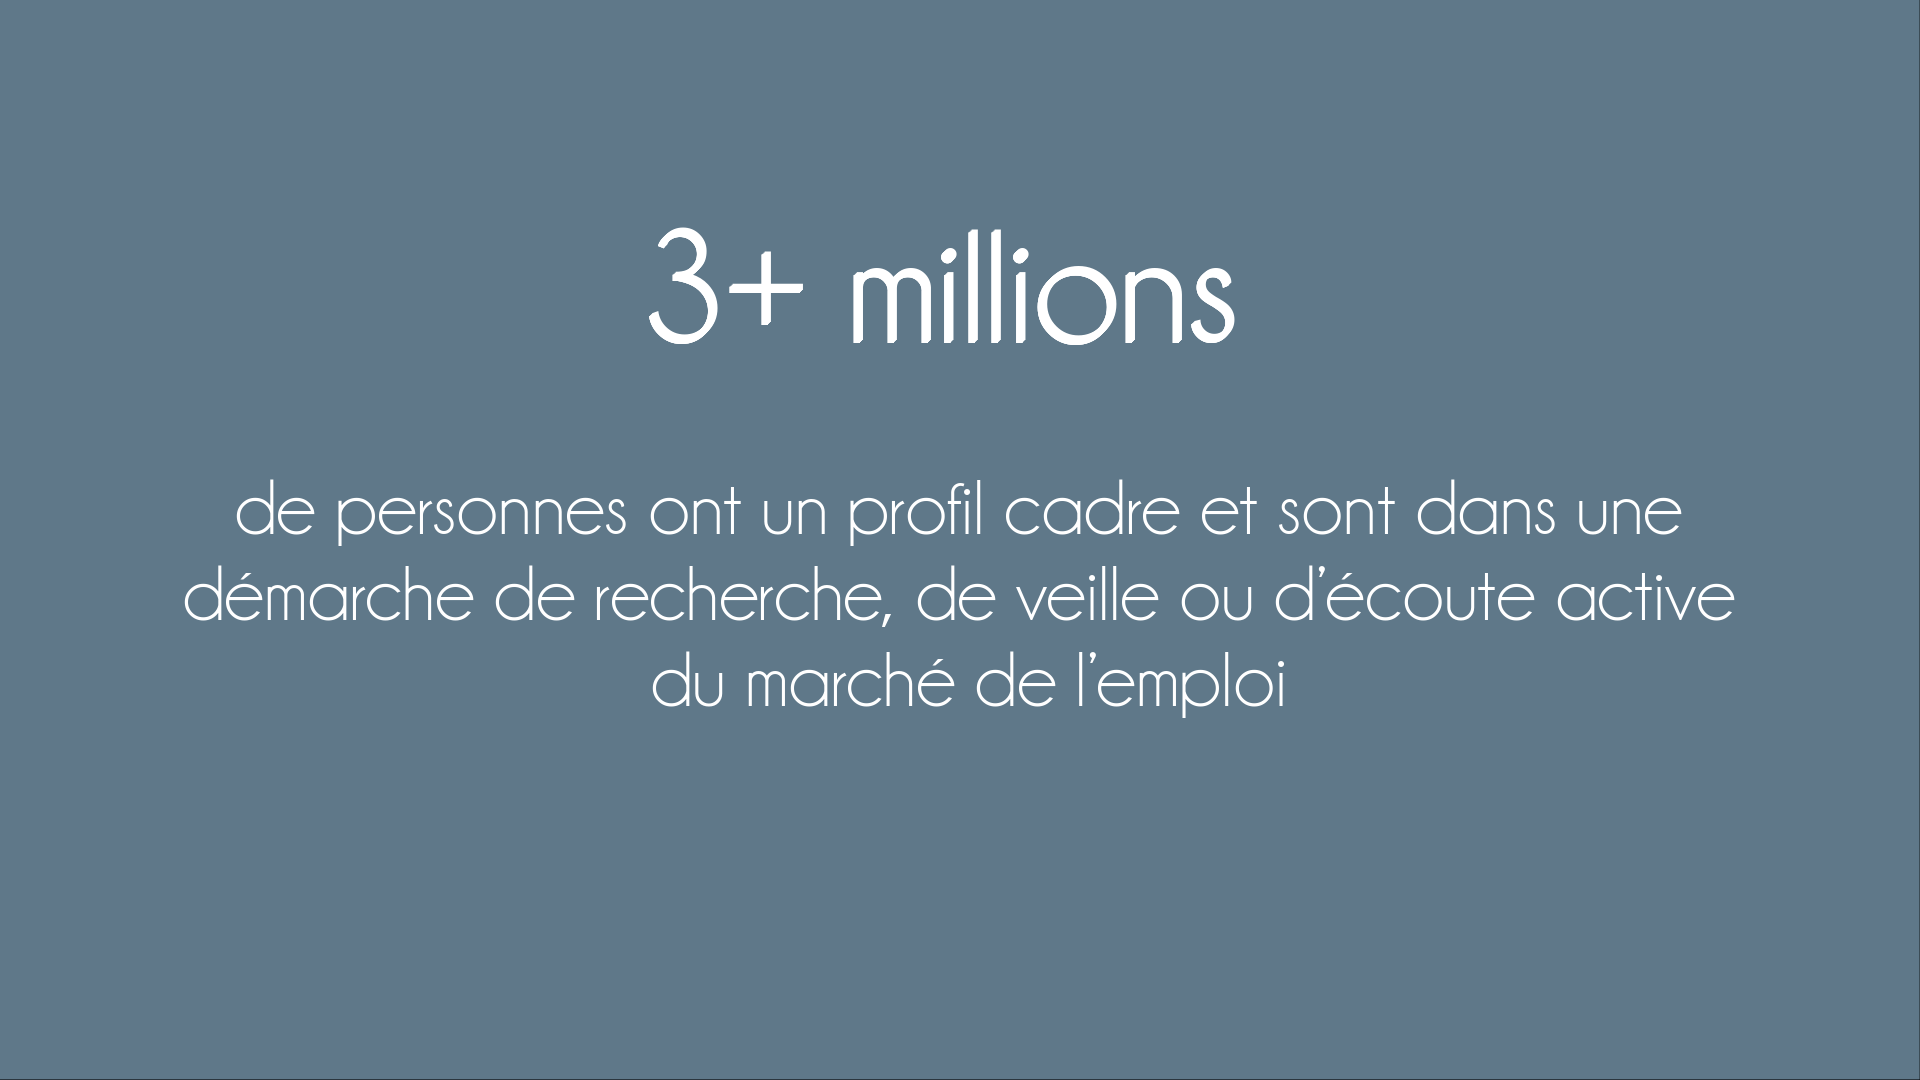 3+ millions
de personnes ont un profil cadre et sont dans une
démarche de recherche, de veille ou d’écoute active
du marché de l’emploi